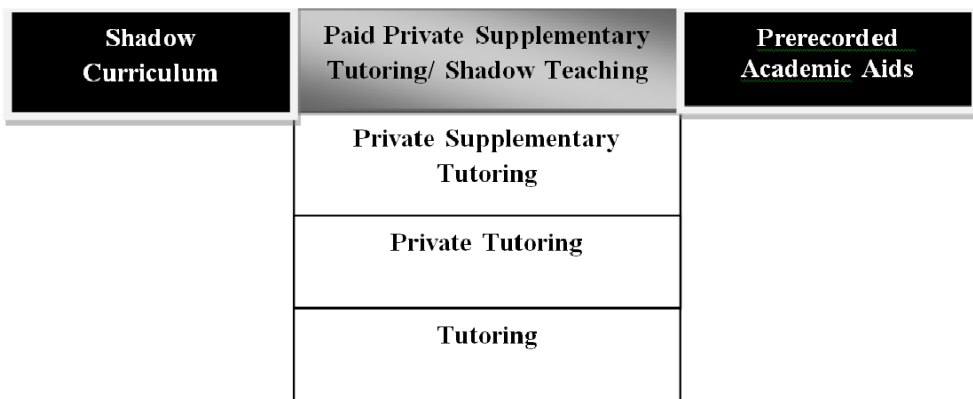 Shadow
Curriculum
Paid Private Supplementary
Tutoring/ Shadow Teaching
Prerecorded
Academic Aids
Private Supplementary
Tutoring
Private Tutoring
Tutoring